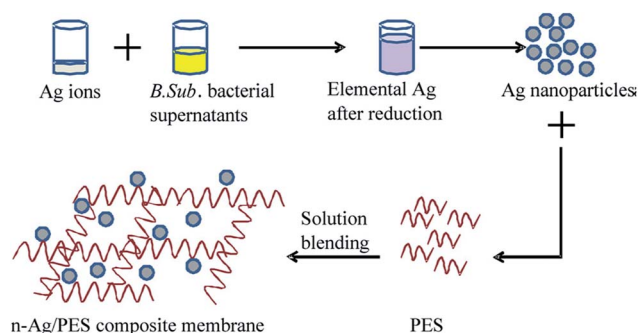 Ag ions
B.Sub. bacterial
supernatants
Elemental Ag
after reduction
Ag nanoparticles
Solution
blending
n-Ag/PES composite membrane
PES